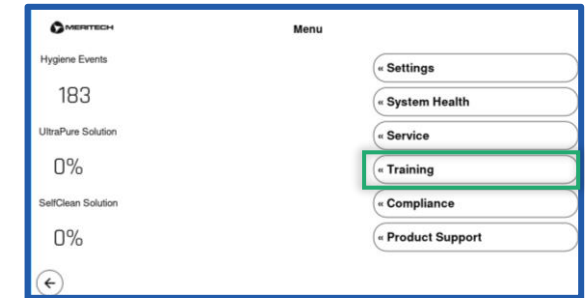 MERITECH
Menu
Hygiene Events
183
UltraPure Solution
0%
SelfClean Solution
0%
« Settings
« System Health
« Service
« Training
« Compliance
« Product Support